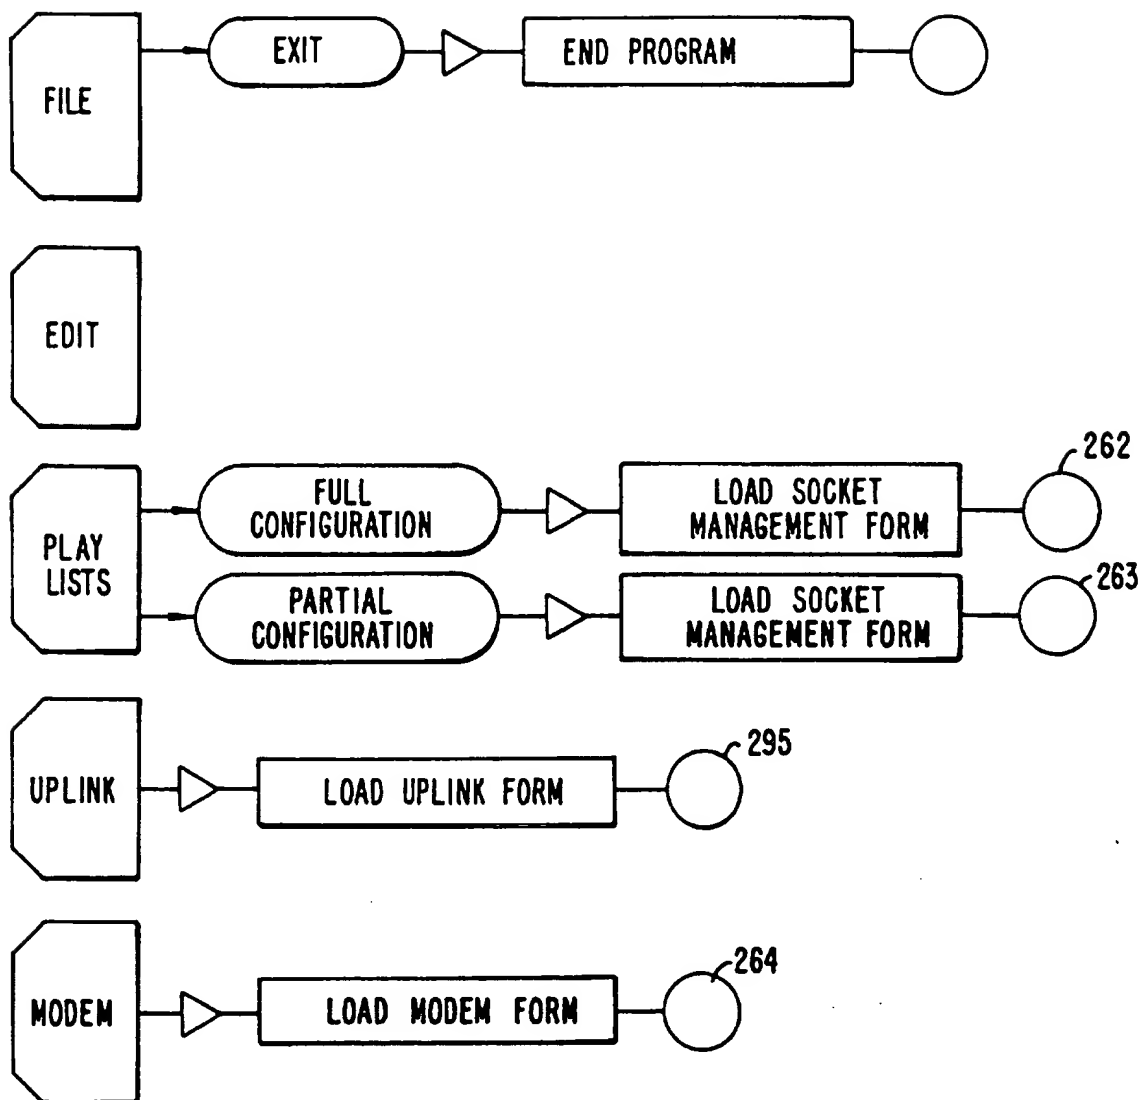 FILE
EXIT
END PROGRAM
EDIT
PLAY
LISTS
FULL
CONFIGURATION
LOAD SOCKET
MANAGEMENT FORM
262
PARTIAL
CONFIGURATION
LOAD SOCKET
MANAGEMENT FORM
263
UPLINK
LOAD UPLINK FORM
295
MODEM
LOAD MODEM FORM
264